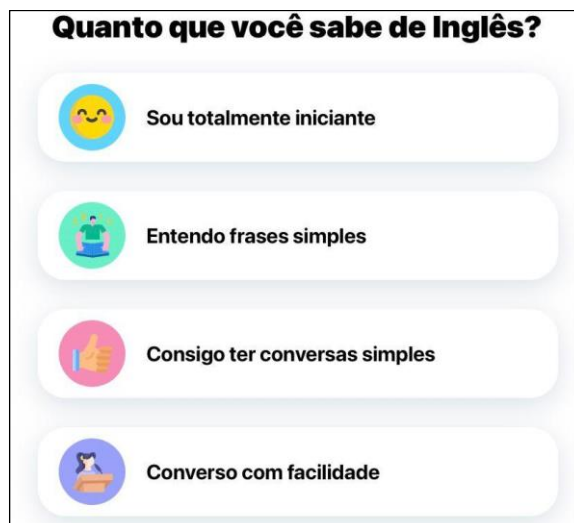 Quanto que você sabe de Inglês?
Sou totalmente iniciante
Entendo frases simples
Consigo ter conversas simples
Converso com facilidade